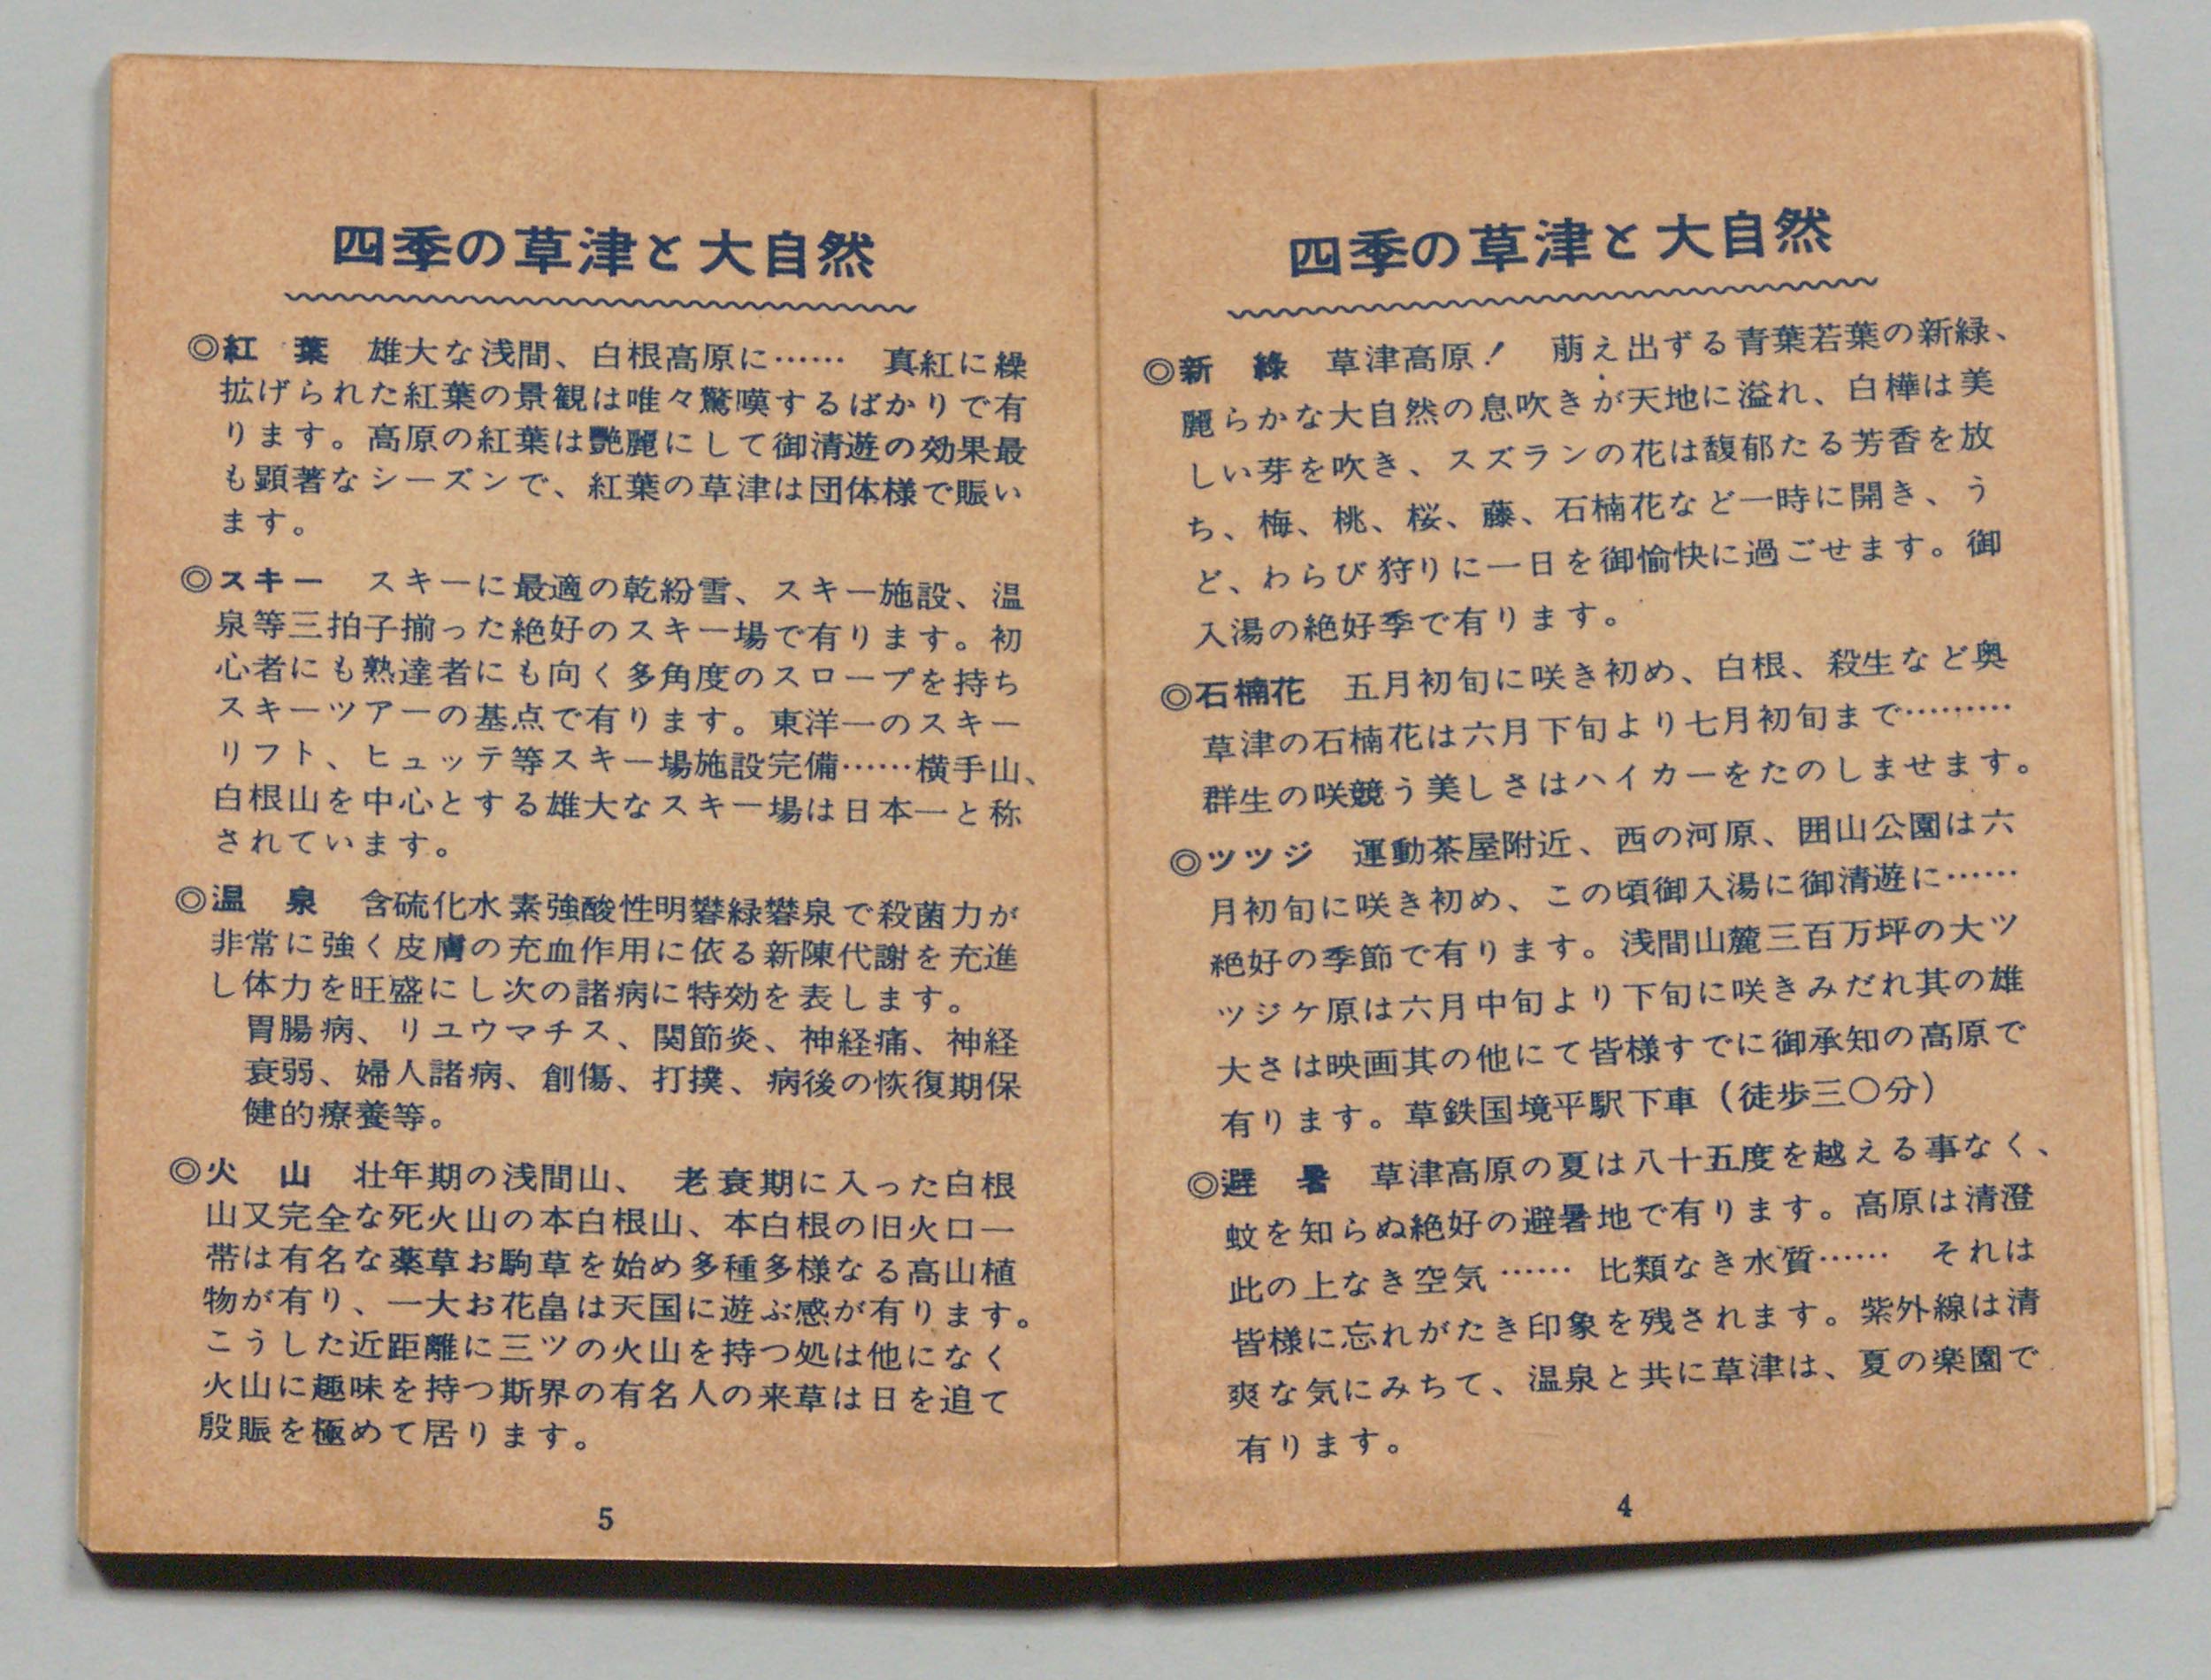 四季の草津と大自然
◎新　緑　草津高原！　萠え出ずる青葉若葉の新緑、
麗らかな大自然の息吹きが天地に溢れ、白樺は美
しい芽を吹き、スズランの花は馥郁たる芳香を放
ち、梅、桃、桜、藤、石楠花など一時に開き、う
ど、わらび狩りに一日を御愉快に過ごせます。御
入湯の絶好季で有ります。
◎石楠花　五月初旬に咲き初め、白根、殺生など奥
草津の石楠花は六月下旬より七月初旬まで………
群生の咲競う美しさはハイカーをたのしませます。
◎ツツジ　運動茶屋附近、西の河原、囲山公園は六
月初旬に咲き初め、この頃御入湯に御清遊に……
絶好の季節で有ります。浅間山麓三百万坪の大ツ
ツジケ原は六月中旬より下旬に咲きみだれ其の雄
大さは映画其の他にて皆様すでに御承知の高原で
有ります。草鉄国境平駅下車（徒歩三〇分）
◎避　暑　草津高原の夏は八十五度を越える事なく、
蚊を知らぬ絶好の避暑地で有ります。高原は清澄
此の上なき空気……　比類なき水質……　それは
皆様に忘れがたき印象を残されます。紫外線は清
爽な気にみちて、温泉と共に草津は、夏の楽園で
有ります。
4
四季の草津と大自然
◎紅　葉　雄大な浅間、白根高原に……　真紅に繰
拡げられた紅葉の景観は唯々驚嘆するばかりで有
ります。高原の紅葉は艶麗にして御清遊の効果最
も顕著なシーズンで、紅葉の草津は団体様で賑い
ます。
◎スキー　スキーに最適の乾紛雪、スキー施設、温
泉等三拍子揃った絶好のスキー場で有ります。初
心者にも熟達者にも向く多角度のスロープを持ち
スキーツアーの基点で有ります。東洋一のスキー
リフト、ヒュッテ等スキー場施設完備……横手山、
白根山を中心とする雄大なスキー場は日本一と称
されています。
◎温　泉　含硫化水素強酸性明礬緑礬泉で殺菌力が
非常に強く皮膚の充血作用に依る新陳代謝を充進
し体力を旺盛にし次の諸病に特効を表します。
胃腸病、リユウマチス、関節炎、神経痛、神経
衰弱、婦人諸病、創傷、打撲、病後の恢復期保
健的療養等。
◎火　山　壮年期の浅間山、　老衰期に入った白根
山又完全な死火山の本白根山、本白根の旧火口一
帯は有名な薬草お駒草を始め多種多様なる高山植
物が有り、一大お花畠は天国に遊ぶ感が有ります。
こうした近距離に三ツの火山を持つ処は他になく
火山に趣味を持つ斯界の有名人の来草は日を追て
殷賑を極めて居ります。
5